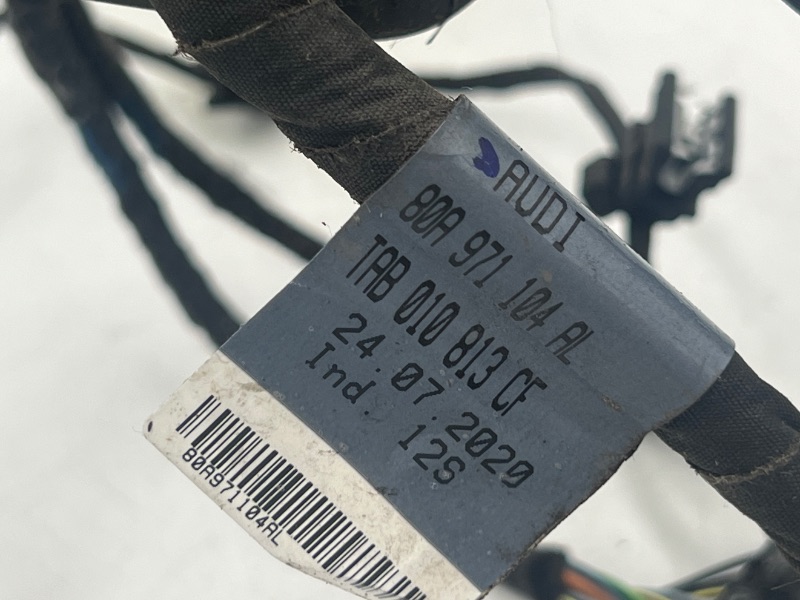 AUDI
80A 971 104 AL
TAB 010 813 CF
24.07.2020
Ind. 12S
80A971104AL